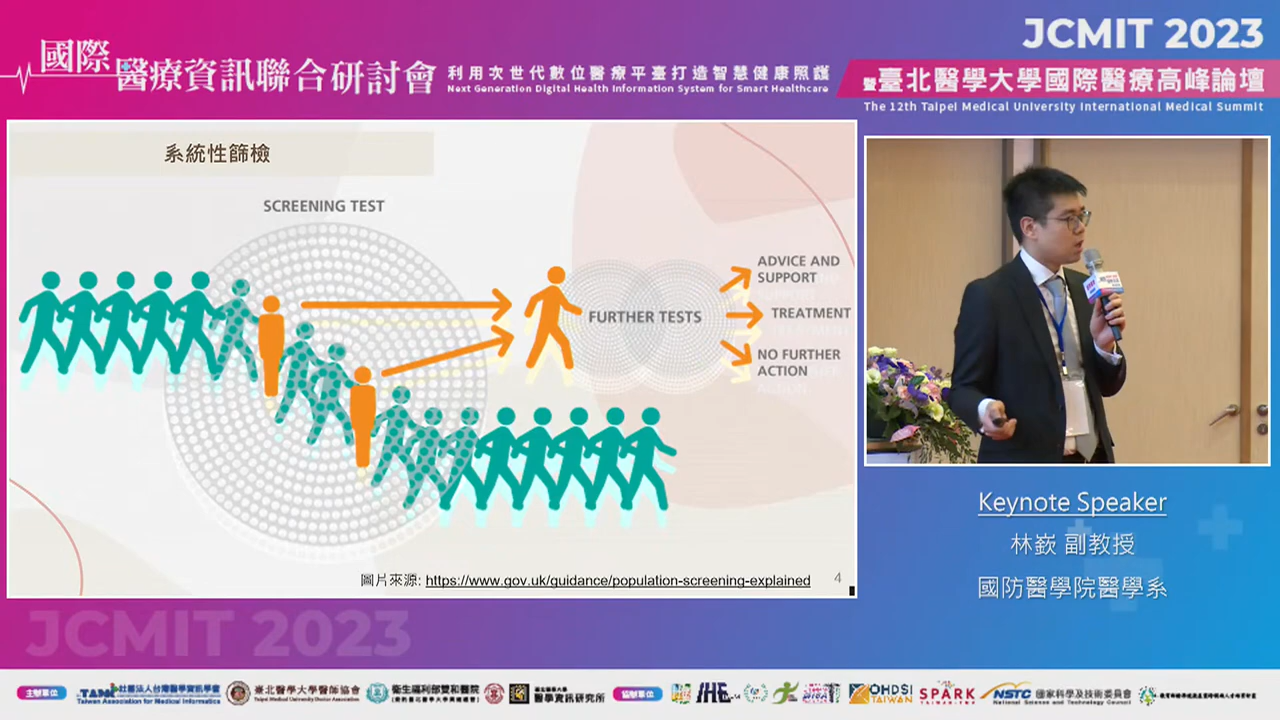 國際
醫療資訊聯合研討會
利用次世代數位醫療平臺打造智慧健康照護
Next Generation Digital Health Information System for Smart Healthcare
JCMIT 2023
暨臺北醫學大學國際醫療高峰論壇
The 12th Taipei Medical University International Medical Summit
系統性篩檢
SCREENING TEST
FURTHER TESTS
ADVICE AND
SUPPORT
TREATMENT
NO FURTHER
ACTION
圖片來源: https://www.gov.uk/guidance/population-screening-explained
4
Keynote Speaker
林嶔 副教授
國防醫學院醫學系
JCMIT 2023
主辦單位
社團法人台灣醫學資訊學會
Taiwan Association for Medical Informatics
臺北醫學大學醫師協會
Taipei Medical University Doctor Association
衛生福利部雙和醫院
臺北醫學大學
醫學資訊研究所
協辦單位
IHE
OHDSI
TAIWAN
SPARK
NSTC 國家科學及技術委員會
National Science and Technology Council